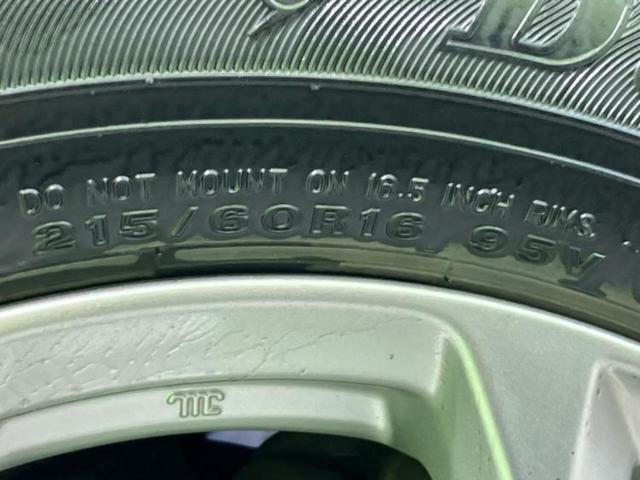 DO NOT MOUNT ON 16.5 INCH RIMS.
215/60R16 95V